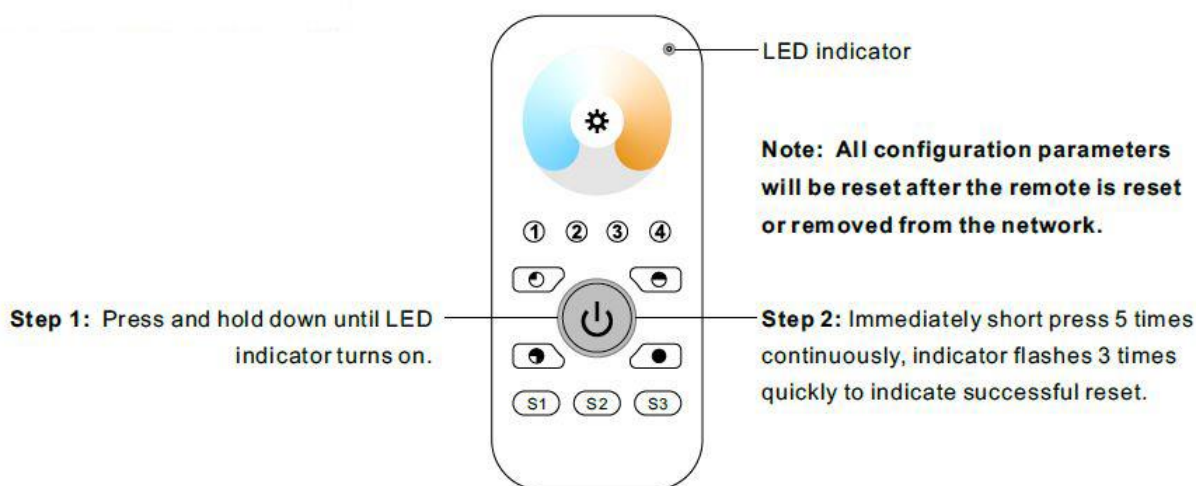 LED indicator
Note: All configuration parameters
will be reset after the remote is reset
or removed from the network.
① ② ③ ④
Step 1: Press and hold down until LED
indicator turns on.
Step 2: Immediately short press 5 times
continuously, indicator flashes 3 times
quickly to indicate successful reset.
S1 S2 S3